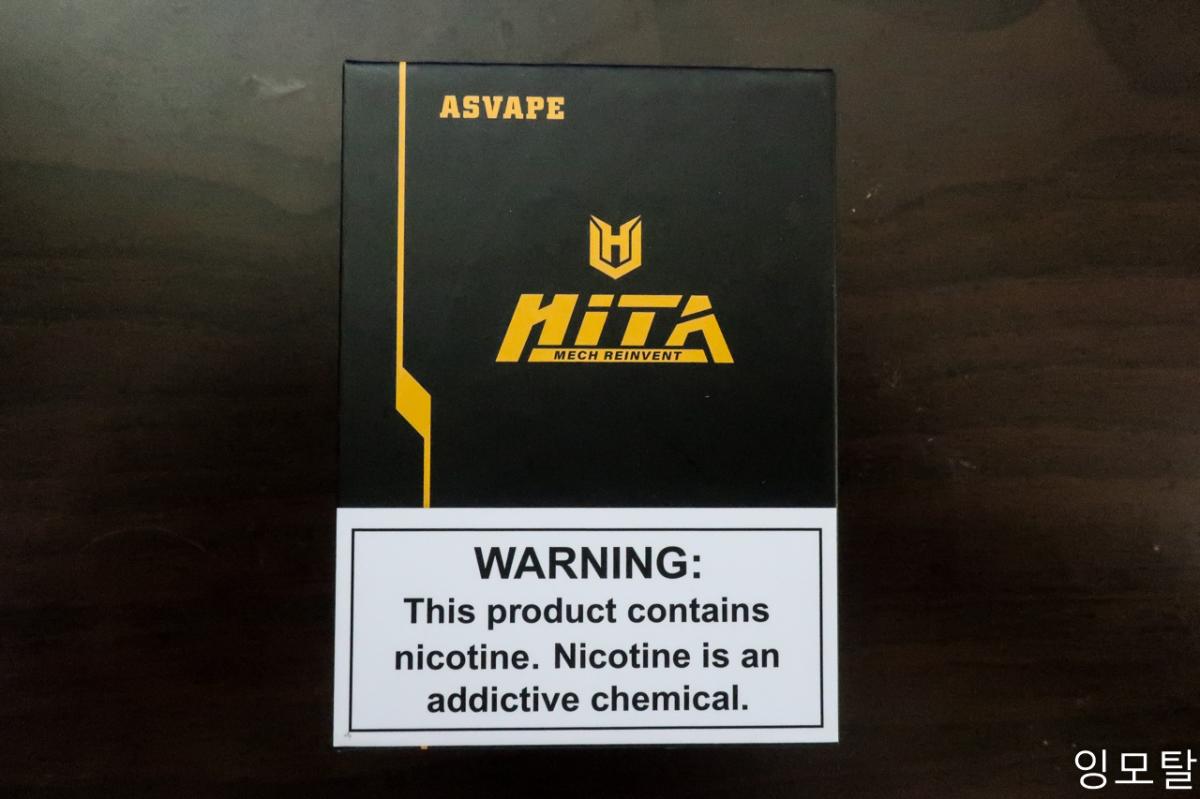 ASVAPE
H
HiTA
MECH REINVENT
WARNING:
This product contains
nicotine. Nicotine is an
addictive chemical.
잉모탈